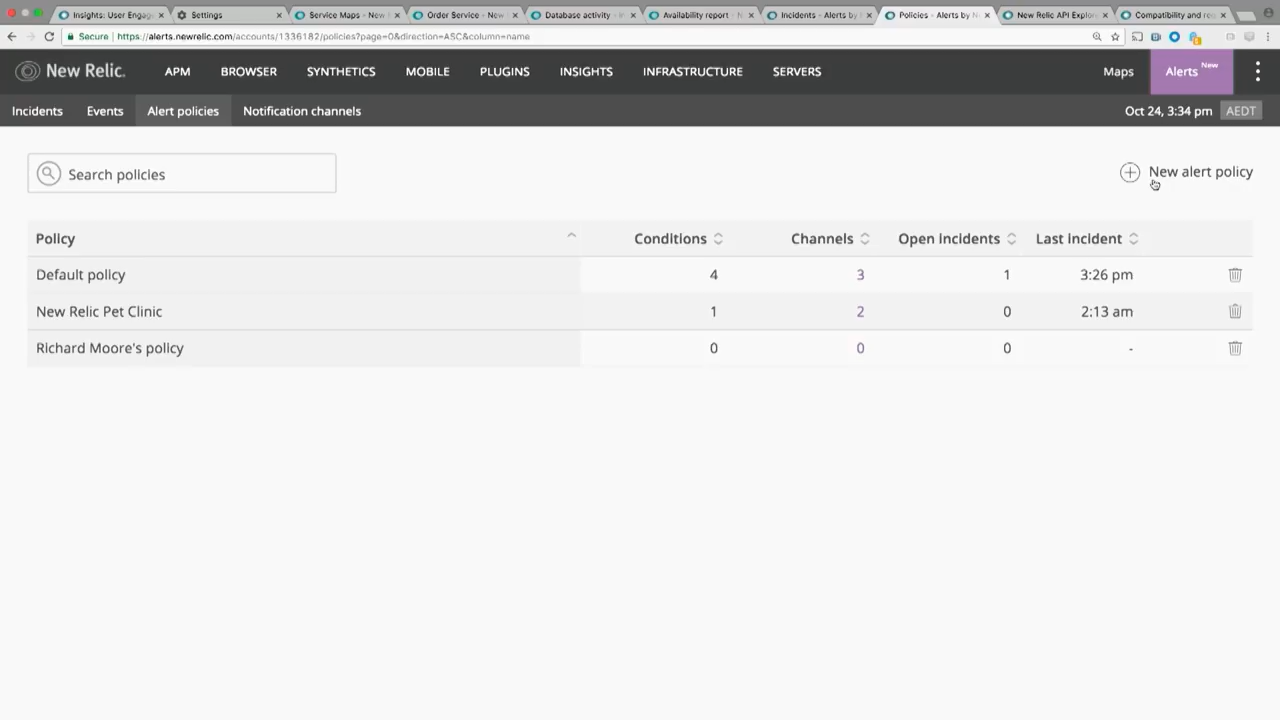 Insights: User Engag
Settings
Service Maps - New
Order Service - New
Database activity -
Availability report -
Incidents - Alerts by
Policies - Alerts by N
New Relic API Explor
Compatibility and re
Secure
https://alerts.newrelic.com/accounts/1336182/policies?page=0&direction=ASC&column=name
New Relic.
APM
BROWSER
SYNTHETICS
MOBILE
PLUGINS
INSIGHTS
INFRASTRUCTURE
SERVERS
Maps
Alerts New
Incidents
Events
Alert policies
Notification channels
Oct 24, 3:34 pm AEDT
Search policies
New alert policy
Policy Conditions Channels Open incidents Last incident
Default policy 4 3 1 3:26 pm
New Relic Pet Clinic 1 2 0 2:13 am
Richard Moore's policy 0 0 0 -